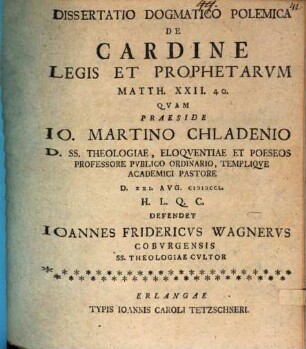 DISSERTATIO DOGMATICO POLEMICA
DE
CARDINE
LEGIS ET PROPHETARVM
MATTH. XXII. 40.
QVAM
PRAESIDE
IO. MARTINO CHLADENIO
D. SS. THEOLOGIAE, ELOQVENTIAE ET POESEOS
PROFESSORE PVBLICO ORDINARIO, TEMPLIQVE
ACADEMICI PASTORE
D. XXI. AVG. CIƆIƆCCL.
H. L. Q. C.
DEFENDET
IOANNES FRIDERICVS WAGNERVS
COBVRGENSIS
SS. THEOLOGIAE CVLTOR
ERLANGAE
TYPIS IOANNIS CAROLI TETZSCHNERI.